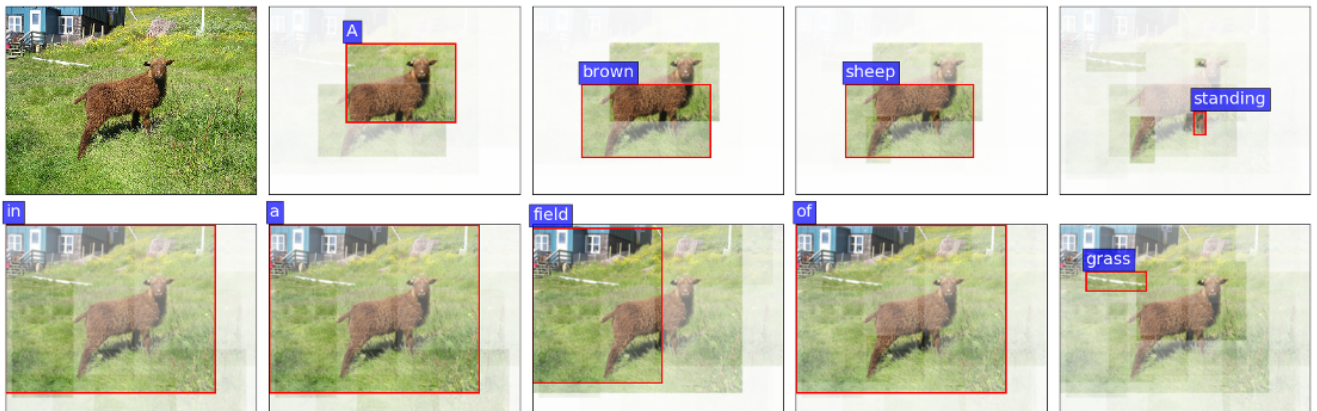 A
brown
sheep
standing
in
a
field
of
grass